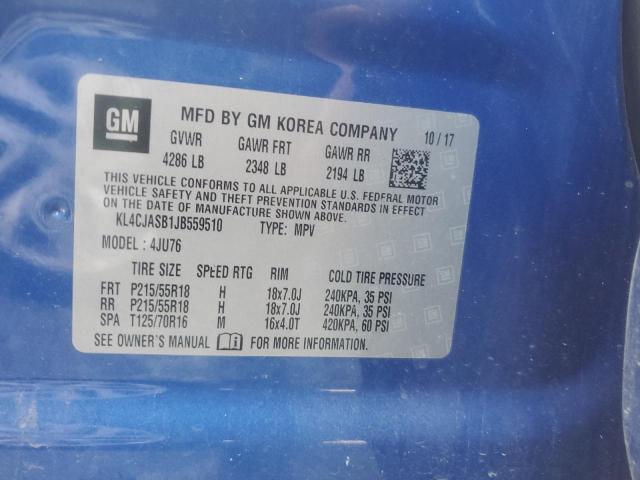 GM
MFD BY GM KOREA COMPANY 10/17
GVWR GAWR FRT GAWR RR
4286 LB 2348 LB 2194 LB
THIS VEHICLE CONFORMS TO ALL APPLICABLE U.S. FEDERAL MOTOR
VEHICLE SAFETY AND THEFT PREVENTION STANDARDS IN EFFECT
ON THE DATE OF MANUFACTURE SHOWN ABOVE.
KL4CJASB1JB559510 TYPE: MPV
MODEL: 4JU76
TIRE SIZE SPEED RTG RIM COLD TIRE PRESSURE
FRT P215/55R18 H 18x7.0J 240KPA, 35 PSI
RR P215/55R18 H 18x7.0J 240KPA, 35 PSI
SPA T125/70R16 M 16x4.0T 420KPA, 60 PSI
SEE OWNER'S MANUAL FOR MORE INFORMATION.